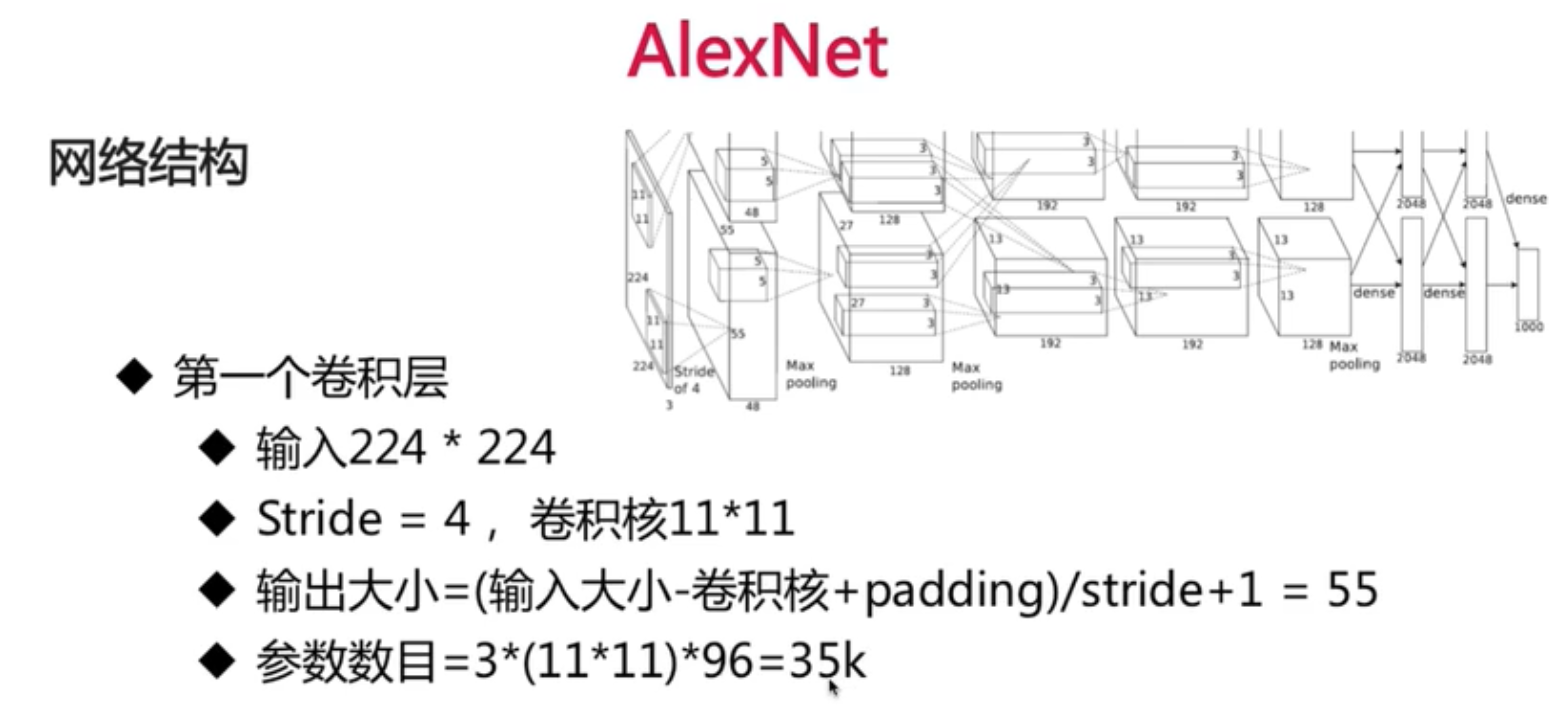 AlexNet
网络结构
11
11
224
11
11
224
3
Stride
of 4
5
5
48
55
5
5
55
48
Max
pooling
3
3
3
128
27
3
3
27
3
3
128
Max
pooling
3
3
192
13
3
3
13
192
3
3
192
13
3
3
13
192
128
13
13
128
Max
pooling
2048
2048
dense
dense
dense
2048
2048
1000
◆ 第一个卷积层
◆ 输入224 * 224
◆ Stride = 4 , 卷积核11*11
◆ 输出大小=(输入大小-卷积核+padding)/stride+1 = 55
◆ 参数数目=3*(11*11)*96=35k